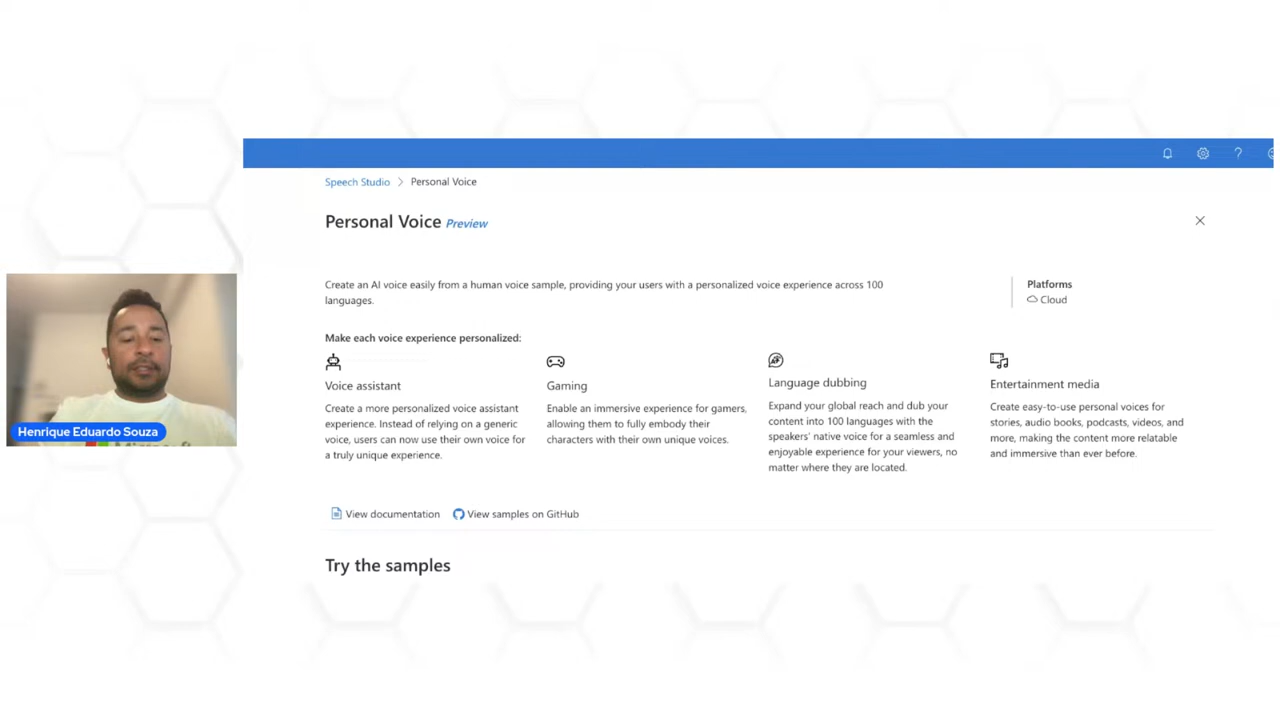 Speech Studio > Personal Voice
Personal Voice Preview
Create an AI voice easily from a human voice sample, providing your users with a personalized voice experience across 100
languages.
Platforms
Cloud
Make each voice experience personalized:
Voice assistant
Create a more personalized voice assistant
experience. Instead of relying on a generic
voice, users can now use their own voice for
a truly unique experience.
Gaming
Enable an immersive experience for gamers,
allowing them to fully embody their
characters with their own unique voices.
Language dubbing
Expand your global reach and dub your
content into 100 languages with the
speakers' native voice for a seamless and
enjoyable experience for your viewers, no
matter where they are located.
Entertainment media
Create easy-to-use personal voices for
stories, audio books, podcasts, videos, and
more, making the content more relatable
and immersive than ever before.
View documentation
View samples on GitHub
Try the samples
Henrique Eduardo Souza